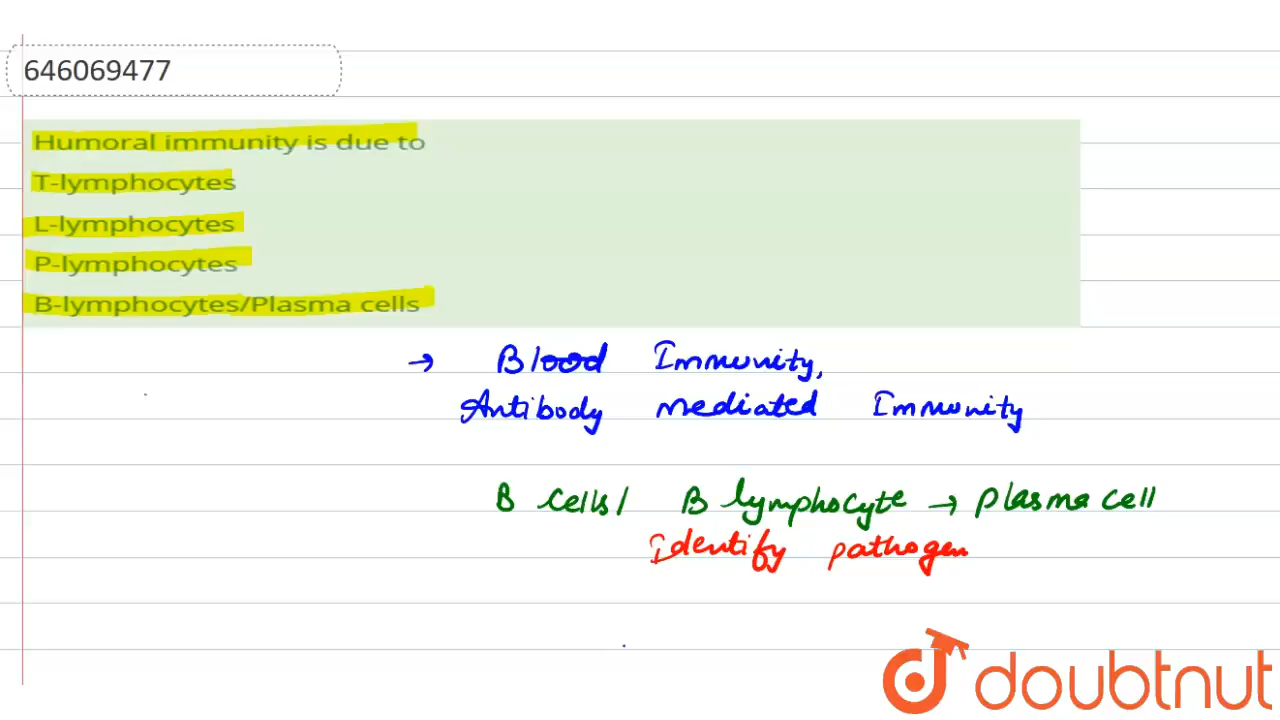 646069477
Humoral immunity is due to
T-lymphocytes
L-lymphocytes
P-lymphocytes
B-lymphocytes/Plasma cells
→ Blood Immunity,
Antibody mediated Immunity
B cells/ B lymphocyte → plasma cell
Identify pathogen
doubtnut